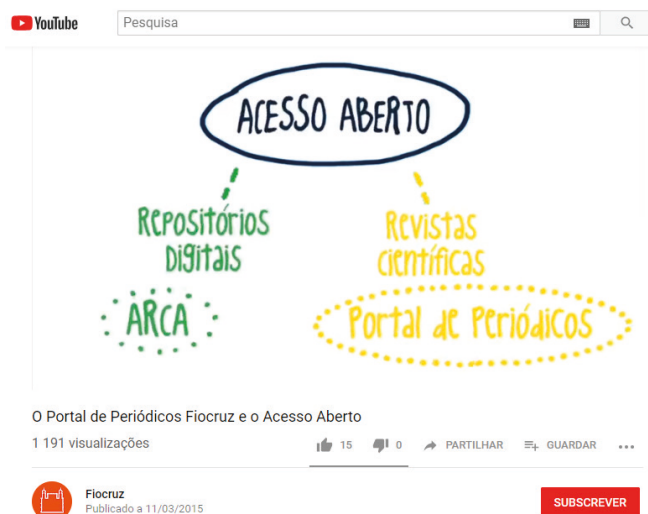 YouTube
Pesquisa
ACESSO ABERTO
REPOSITÓRIOS
DIGITAIS
REVISTAS
CIENTÍFICAS
ARCA
PORTAL DE PERIÓDICOS
O Portal de Periódicos Fiocruz e o Acesso Aberto
1 191 visualizações
15
0
PARTILHAR
GUARDAR
Fiocruz
Publicado a 11/03/2015
SUBSCREVER